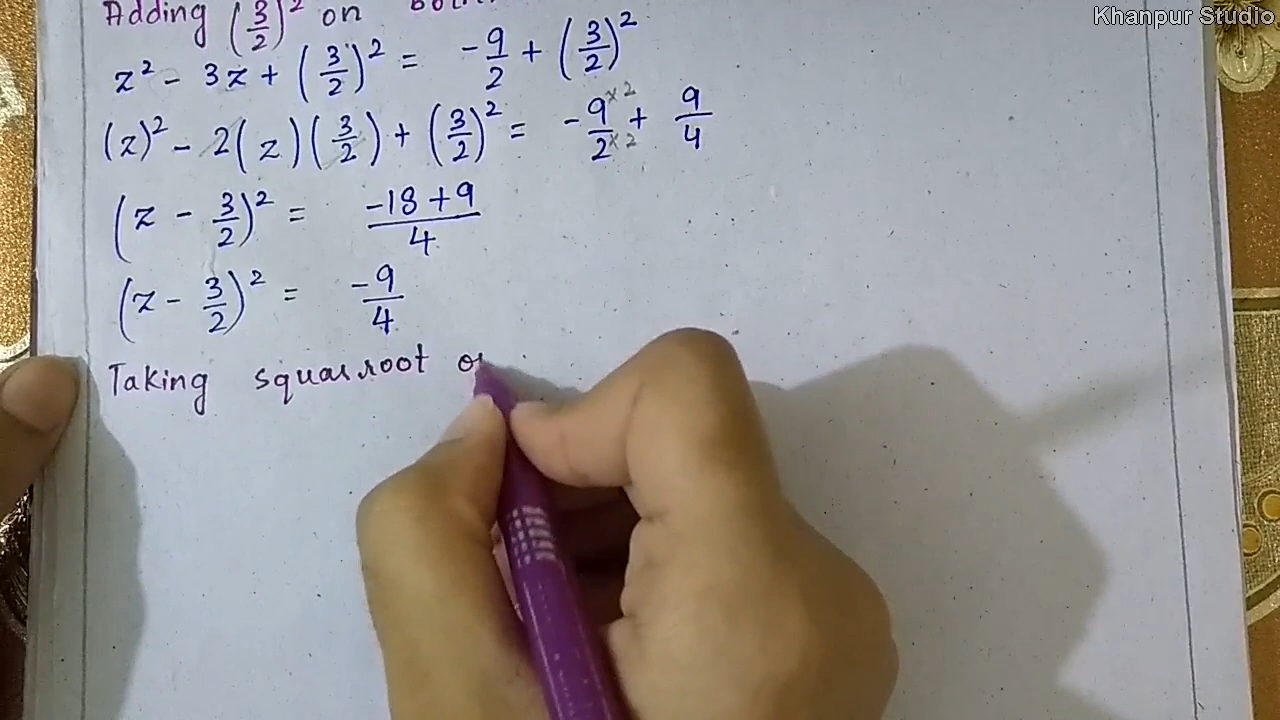 Khanpur Studio
Adding (3/2)² on
z² - 3z + (3/2)² = -9/2 + (3/2)²
(z)² - 2(z)(3/2) + (3/2)² = -9×2/2×2 + 9/4
(z - 3/2)² = -18+9/4
(z - 3/2)² = -9/4
Taking squarroot